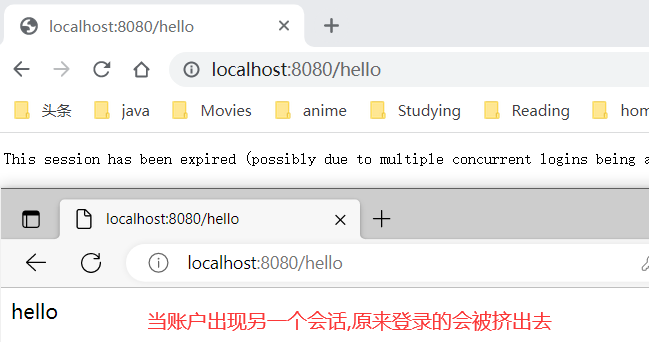 localhost:8080/hello
localhost:8080/hello
头条 java Movies anime Studying Reading hom
This session has been expired (possibly due to multiple concurrent logins being a
localhost:8080/hello
localhost:8080/hello
hello
当账户出现另一个会话,原来登录的会被挤出去